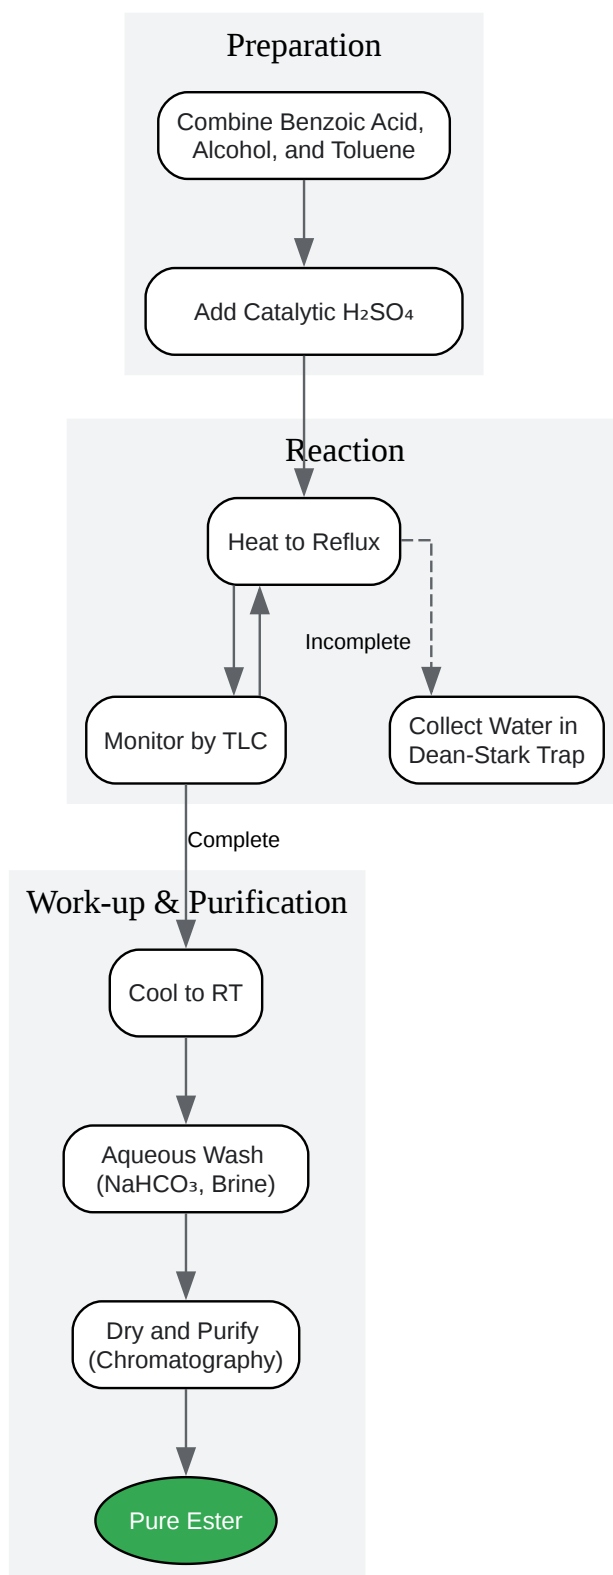 Preparation
Combine Benzoic Acid,
Alcohol, and Toluene
Add Catalytic H₂SO₄
Reaction
Heat to Reflux
Incomplete
Monitor by TLC
Collect Water in
Dean-Stark Trap
Complete
Work-up & Purification
Cool to RT
Aqueous Wash
(NaHCO₃, Brine)
Dry and Purify
(Chromatography)
Pure Ester